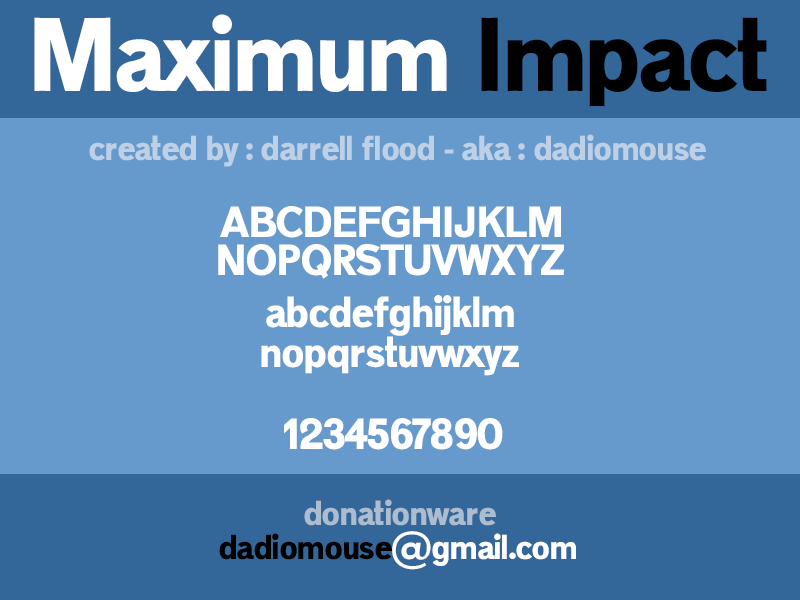 Maximum Impact
created by : darrell flood - aka : dadiomouse
ABCDEFGHIJKLM
NOPQRSTUVWXYZ
abcdefghijklm
nopqrstuvwxyz
1234567890
donationware
dadiomouse@gmail.com